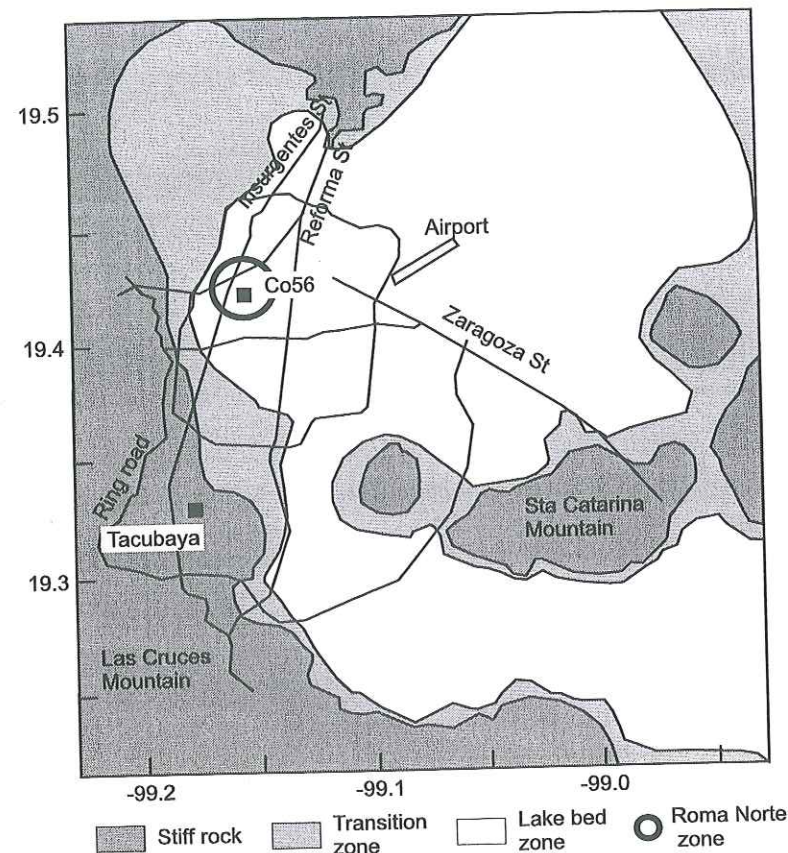 19.5
19.4
19.3
-99.2
-99.1
-99.0
Insurgentes St
Reforma St
Airport
Co56
Zaragoza St
Ring road
Tacubaya
Sta Catarina
Mountain
Las Cruces
Mountain
Stiff rock
Transition
zone
Lake bed
zone
Roma Norte
zone